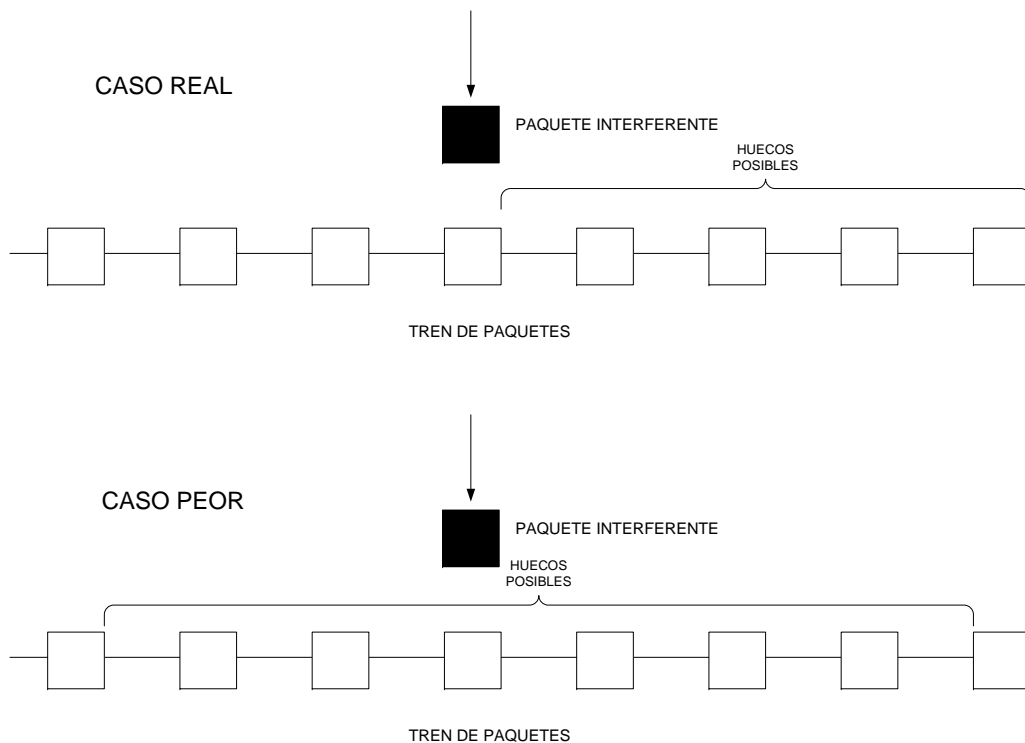 CASO REAL
PAQUETE INTERFERENTE
HUECOS
POSIBLES
TREN DE PAQUETES
CASO PEOR
PAQUETE INTERFERENTE
HUECOS
POSIBLES
TREN DE PAQUETES